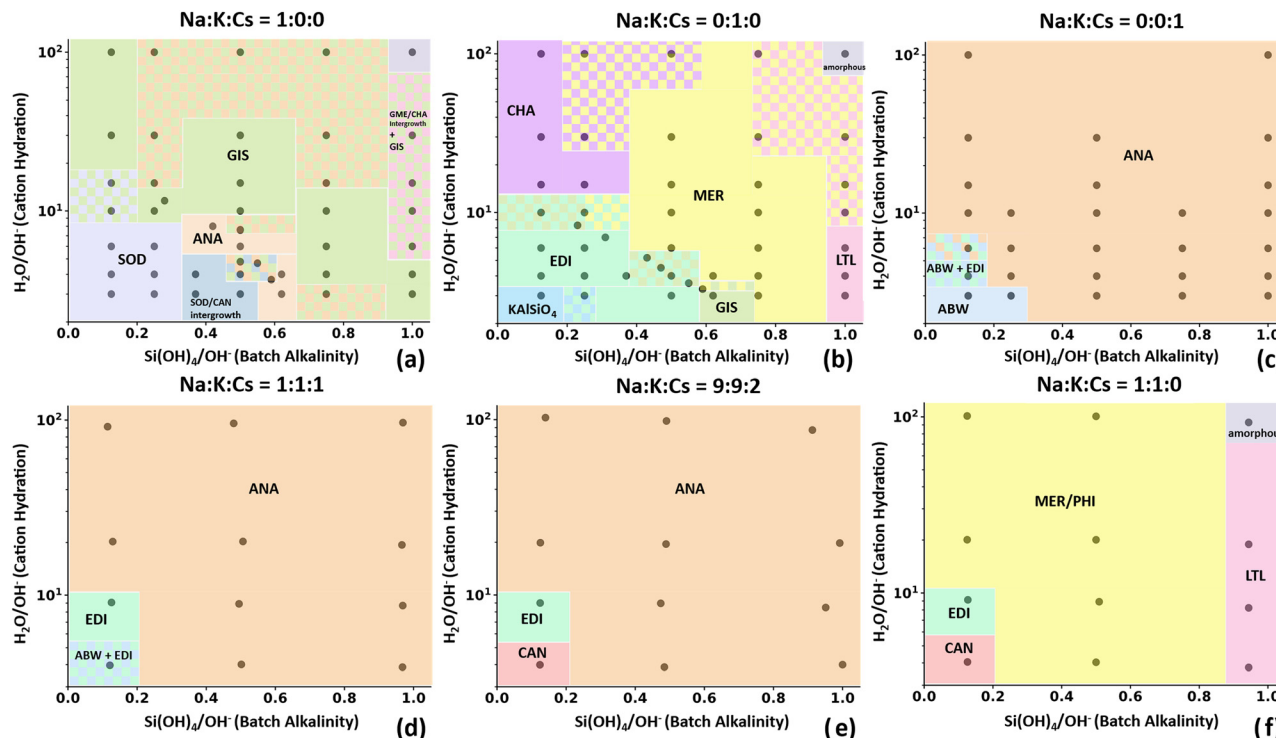 Na:K:Cs = 1:0:0
H₂O/OH⁻ (Cation Hydration)
10²
10¹
GME/CHA
Intergrowth
+
GIS
GIS
ANA
SOD
SOD/CAN
intergrowth
0.0 0.2 0.4 0.6 0.8 1.0
Si(OH)₄/OH⁻ (Batch Alkalinity)
(a)
Na:K:Cs = 0:1:0
H₂O/OH⁻ (Cation Hydration)
10²
10¹
amorphous
CHA
MER
EDI
LTL
KAlSiO₄
GIS
0.0 0.2 0.4 0.6 0.8 1.0
Si(OH)₄/OH⁻ (Batch Alkalinity)
(b)
Na:K:Cs = 0:0:1
H₂O/OH⁻ (Cation Hydration)
10²
10¹
ANA
ABW + EDI
ABW
0.0 0.2 0.4 0.6 0.8 1.0
Si(OH)₄/OH⁻ (Batch Alkalinity)
(c
Na:K:Cs = 1:1:1
H₂O/OH⁻ (Cation Hydration)
10²
10¹
ANA
EDI
ABW + EDI
0.0 0.2 0.4 0.6 0.8 1.0
Si(OH)₄/OH⁻ (Batch Alkalinity)
(d)
Na:K:Cs = 9:9:2
H₂O/OH⁻ (Cation Hydration)
10²
10¹
ANA
EDI
CAN
0.0 0.2 0.4 0.6 0.8 1.0
Si(OH)₄/OH⁻ (Batch Alkalinity)
(e)
Na:K:Cs = 1:1:0
H₂O/OH⁻ (Cation Hydration)
10²
10¹
amorphou
MER/PHI
LTL
EDI
CAN
0.0 0.2 0.4 0.6 0.8 1.0
Si(OH)₄/OH⁻ (Batch Alkalinity)
(f)